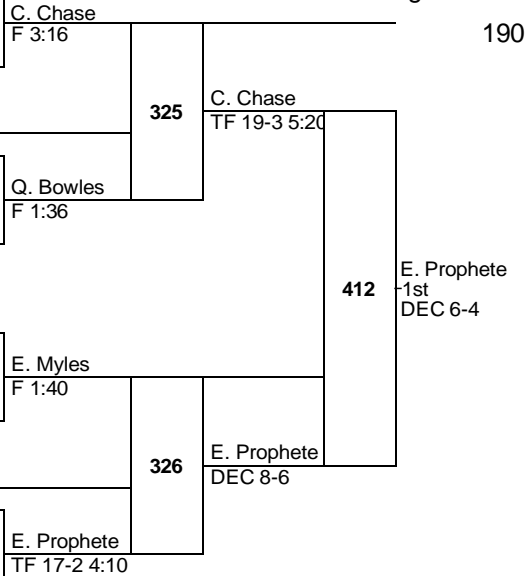 C. Chase
F 3:16
190
325
C. Chase
TF 19-3 5:20
Q. Bowles
F 1:36
412
E. Prophete
1st
DEC 6-4
E. Myles
F 1:40
326
E. Prophete
DEC 8-6
E. Prophete
TF 17-2 4:10